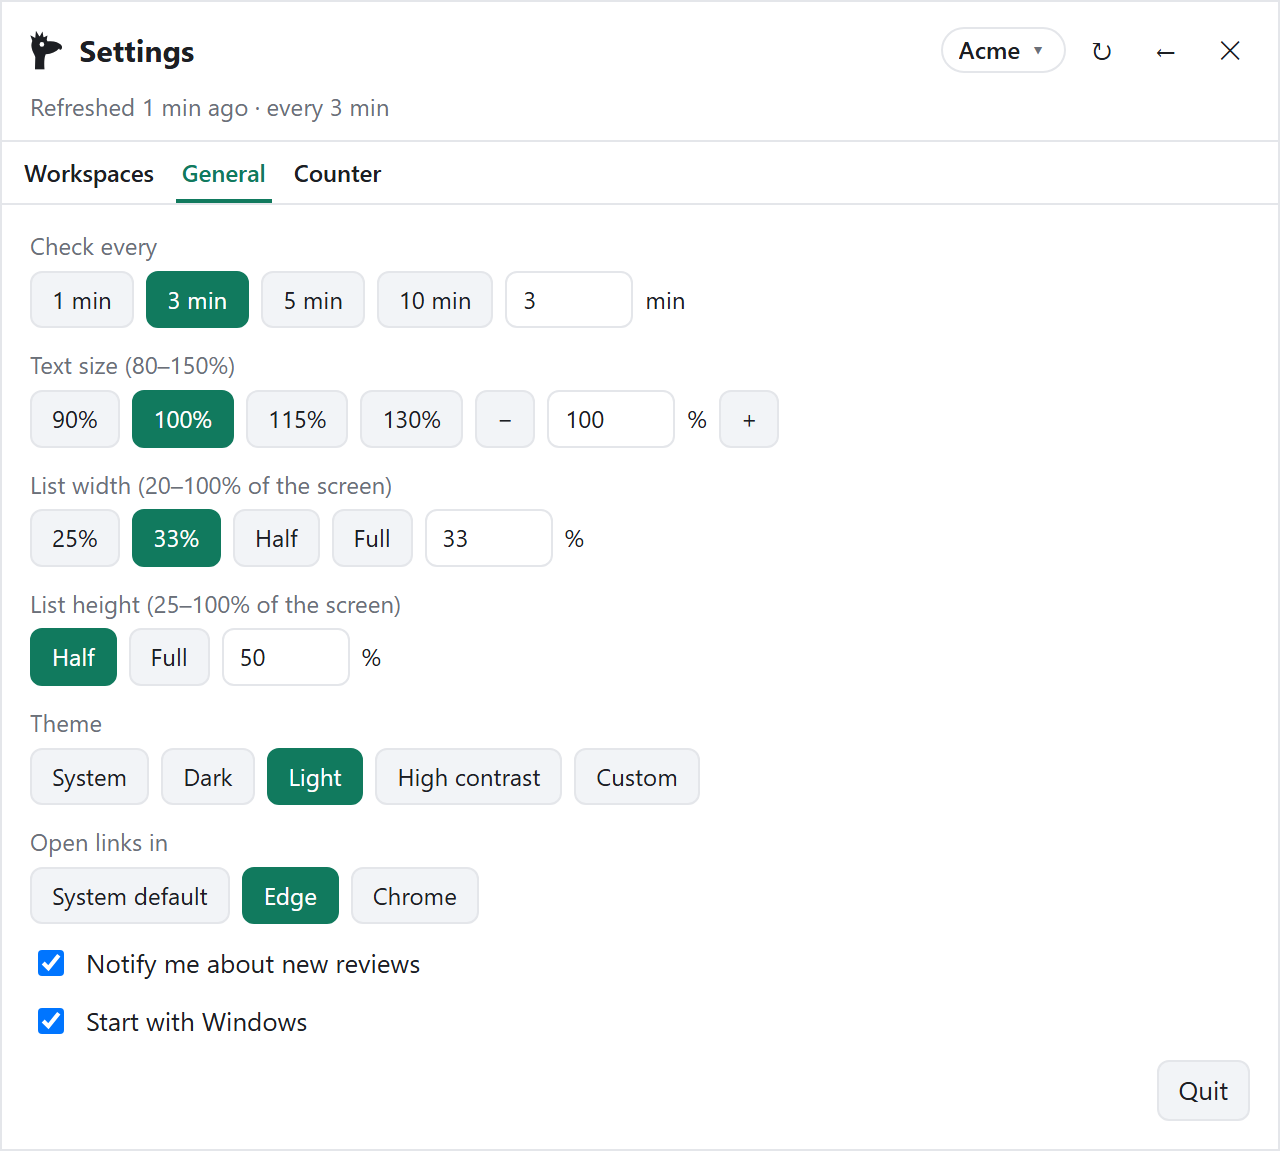 Settings
Acme ▼ ↻ ← ✕
Refreshed 1 min ago · every 3 min
Workspaces General Counter
Check every
1 min 3 min 5 min 10 min 3 min
Text size (80–150%)
90% 100% 115% 130% − 100 % +
List width (20–100% of the screen)
25% 33% Half Full 33 %
List height (25–100% of the screen)
Half Full 50 %
Theme
System Dark Light High contrast Custom
Open links in
System default Edge Chrome
Notify me about new reviews
Start with Windows
Quit